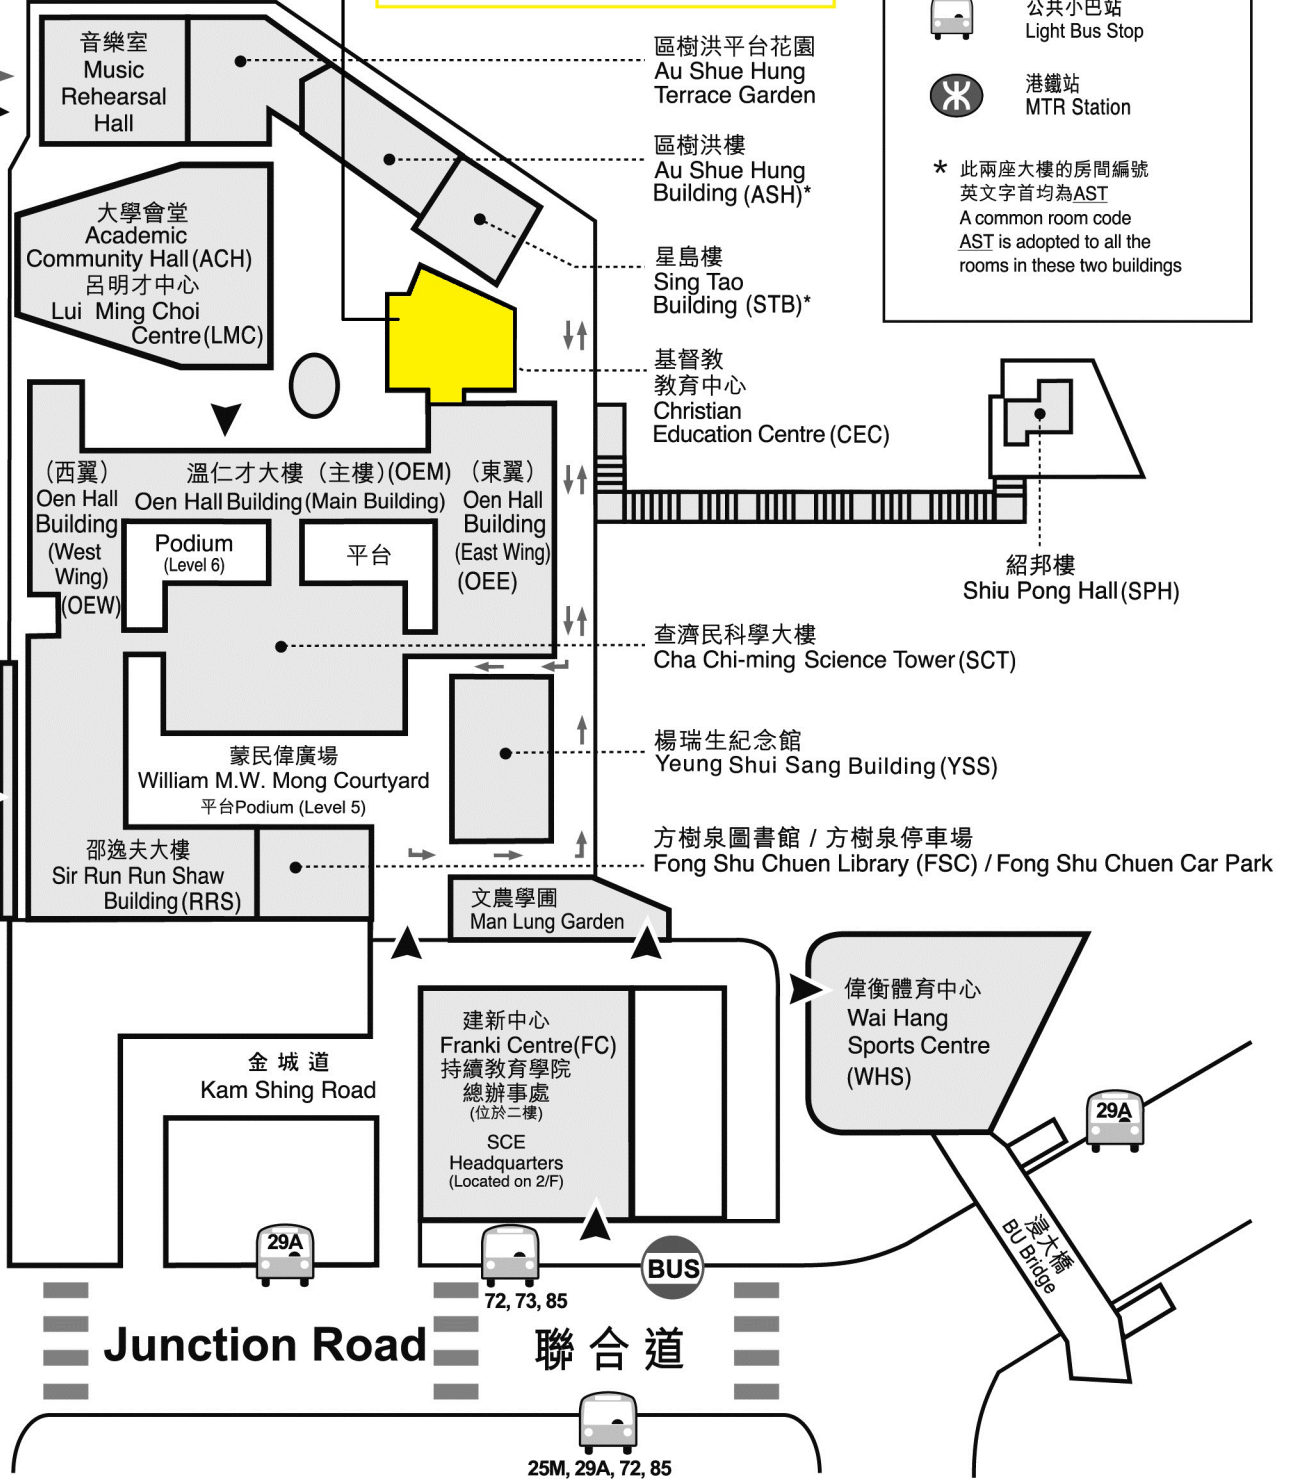 公共小巴站
Light Bus Stop
港鐵站
MTR Station
* 此兩座大樓的房間編號
英文字首均為AST
A common room code
AST is adopted to all the
rooms in these two buildings
音樂室
Music
Rehearsal
Hall
區樹洪平台花園
Au Shue Hung
Terrace Garden
區樹洪樓
Au Shue Hung
Building (ASH)*
大學會堂
Academic
Community Hall (ACH)
呂明才中心
Lui Ming Choi
Centre (LMC)
星島樓
Sing Tao
Building (STB)*
基督教
教育中心
Christian
Education Centre (CEC)
(西翼)
Oen Hall
Building
(West
Wing)
(OEW)
溫仁才大樓 (主樓) (OEM)
Oen Hall Building (Main Building)
(東翼)
Oen Hall
Building
(East Wing)
(OEE)
Podium
(Level 6)
平台
紹邦樓
Shiu Pong Hall (SPH)
查濟民科學大樓
Cha Chi-ming Science Tower (SCT)
楊瑞生紀念館
Yeung Shui Sang Building (YSS)
蒙民偉廣場
William M.W. Mong Courtyard
平台Podium (Level 5)
方樹泉圖書館 / 方樹泉停車場
Fong Shu Chuen Library (FSC) / Fong Shu Chuen Car Park
邵逸夫大樓
Sir Run Run Shaw
Building (RRS)
文農學圃
Man Lung Garden
偉衡體育中心
Wai Hang
Sports Centre
(WHS)
建新中心
Franki Centre (FC)
持續教育學院
總辦事處
(位於二樓)
SCE
Headquarters
(Located on 2/F)
金城道
Kam Shing Road
29A
浸大橋
BU Bridge
29A
72, 73, 85
BUS
Junction Road
聯合道
25M, 29A, 72, 85